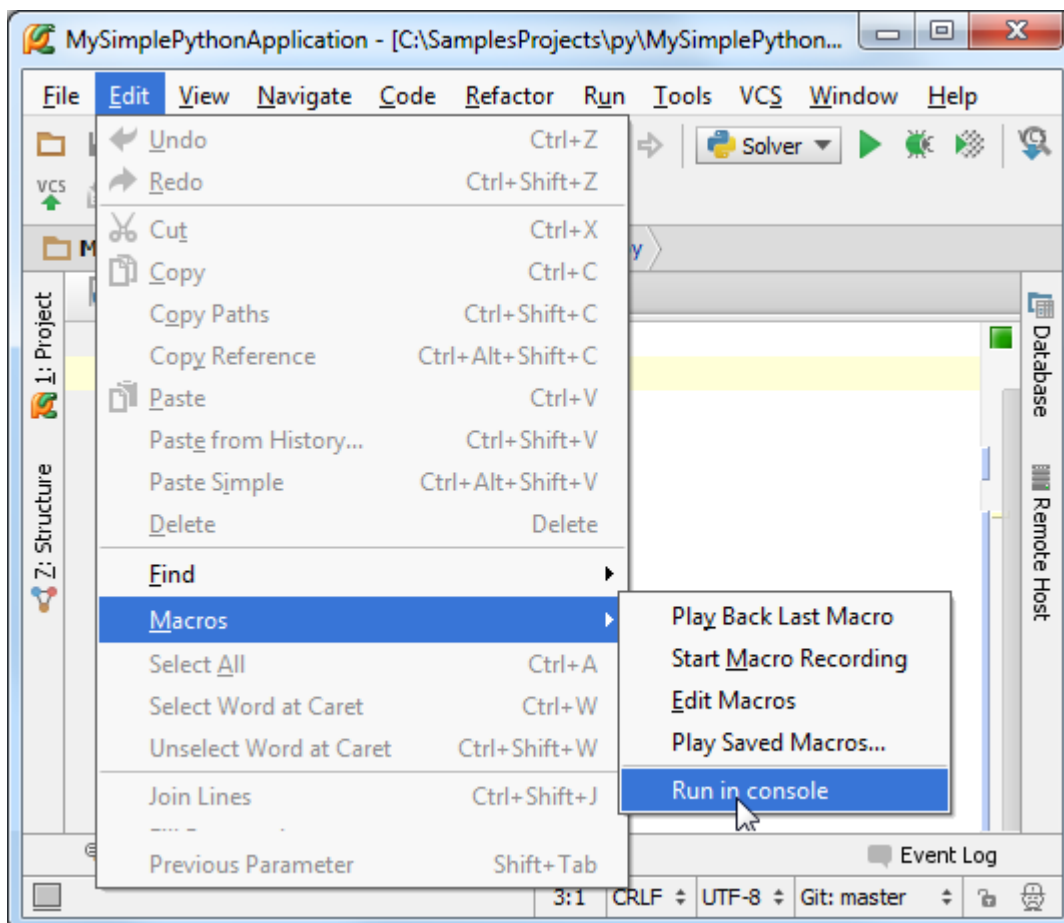 MySimplePythonApplication - [C:\SamplesProjects\py\MySimplePython...
File Edit View Navigate Code Refactor Run Tools VCS Window Help
Undo Ctrl+Z
Solver
Redo Ctrl+Shift+Z
VCS
Cut Ctrl+X
M
y
Copy Ctrl+C
Copy Paths Ctrl+Shift+C
Copy Reference Ctrl+Alt+Shift+C
Paste Ctrl+V
Paste from History... Ctrl+Shift+V
Paste Simple Ctrl+Alt+Shift+V
Delete Delete
Find
Macros
Select All Ctrl+A
Select Word at Caret Ctrl+W
Unselect Word at Caret Ctrl+Shift+W
Join Lines Ctrl+Shift+J
Previous Parameter Shift+Tab
Play Back Last Macro
Start Macro Recording
Edit Macros
Play Saved Macros...
Run in console
1: Project
7: Structure
Database
Remote Host
Event Log
3:1 CRLF UTF-8 Git: master